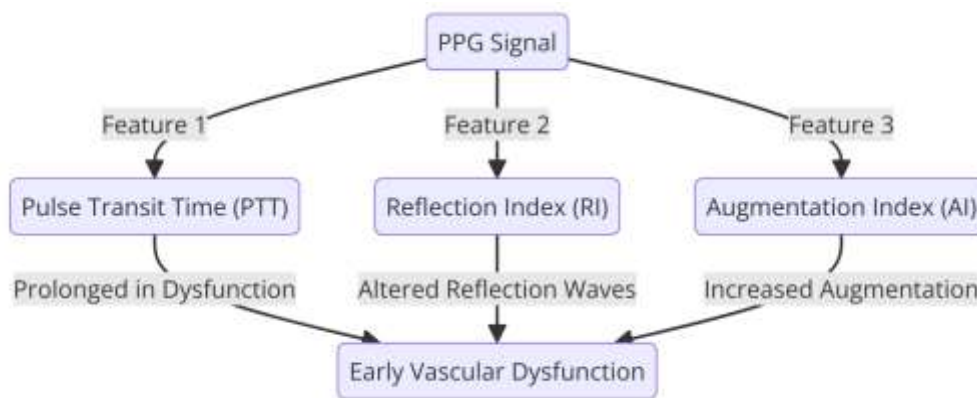 PPG Signal
Feature 1
Feature 2
Feature 3
Pulse Transit Time (PTT)
Reflection Index (RI)
Augmentation Index (AI)
Prolonged in Dysfunction
Altered Reflection Waves
Increased Augmentation
Early Vascular Dysfunction